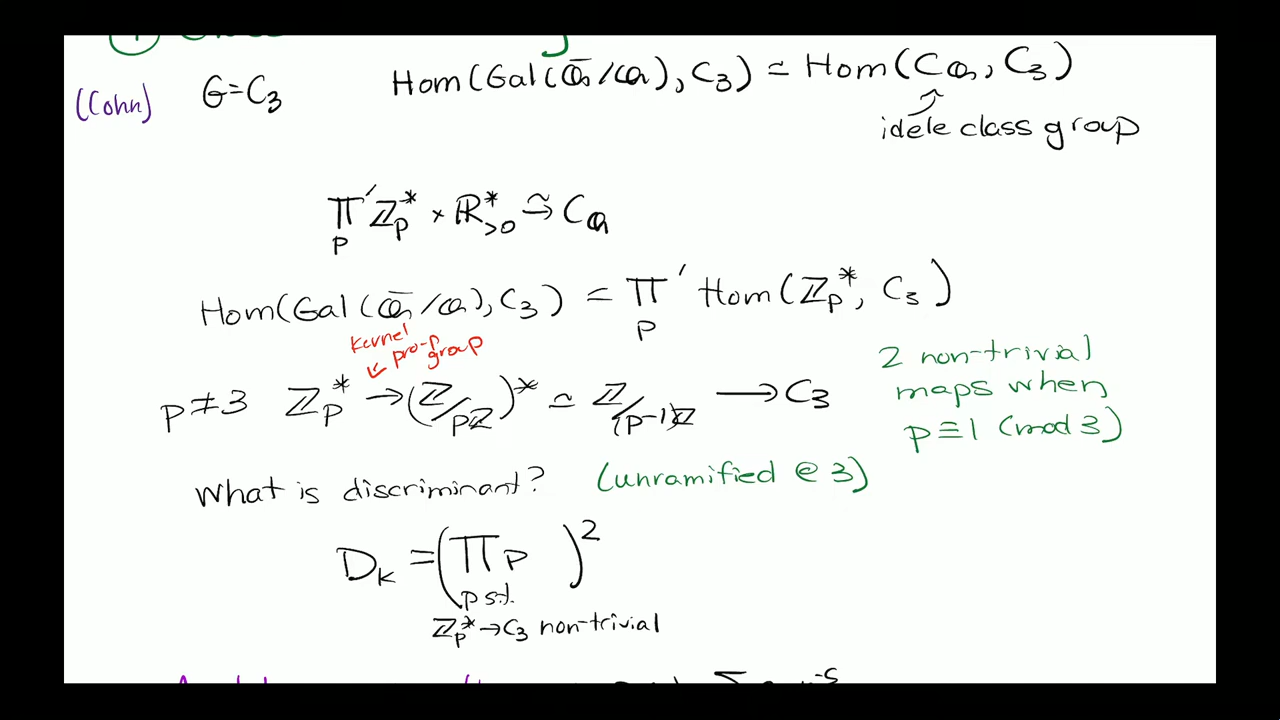 Hom(Gal(Q̄/Q), C₃) = Hom(C_Q, C₃)
(Cohn) G=C₃
idele class group
∏'_p ℤ_p^* × ℝ^*_{>0} ≃→ C_Q
Hom(Gal(Q̄/Q), C₃) = ∏'_p Hom(ℤ_p^*, C₃)
kernel
pro-p
group
2 non-trivial
maps when
p≡1 (mod 3)
p≠3 ℤ_p^* → (ℤ/pℤ)^* ≃ ℤ/(p-1)ℤ → C₃
What is discriminant? (unramified @ 3)
D_K = (∏ p)²
p s.t.
ℤ_p^* → C₃ non-trivial